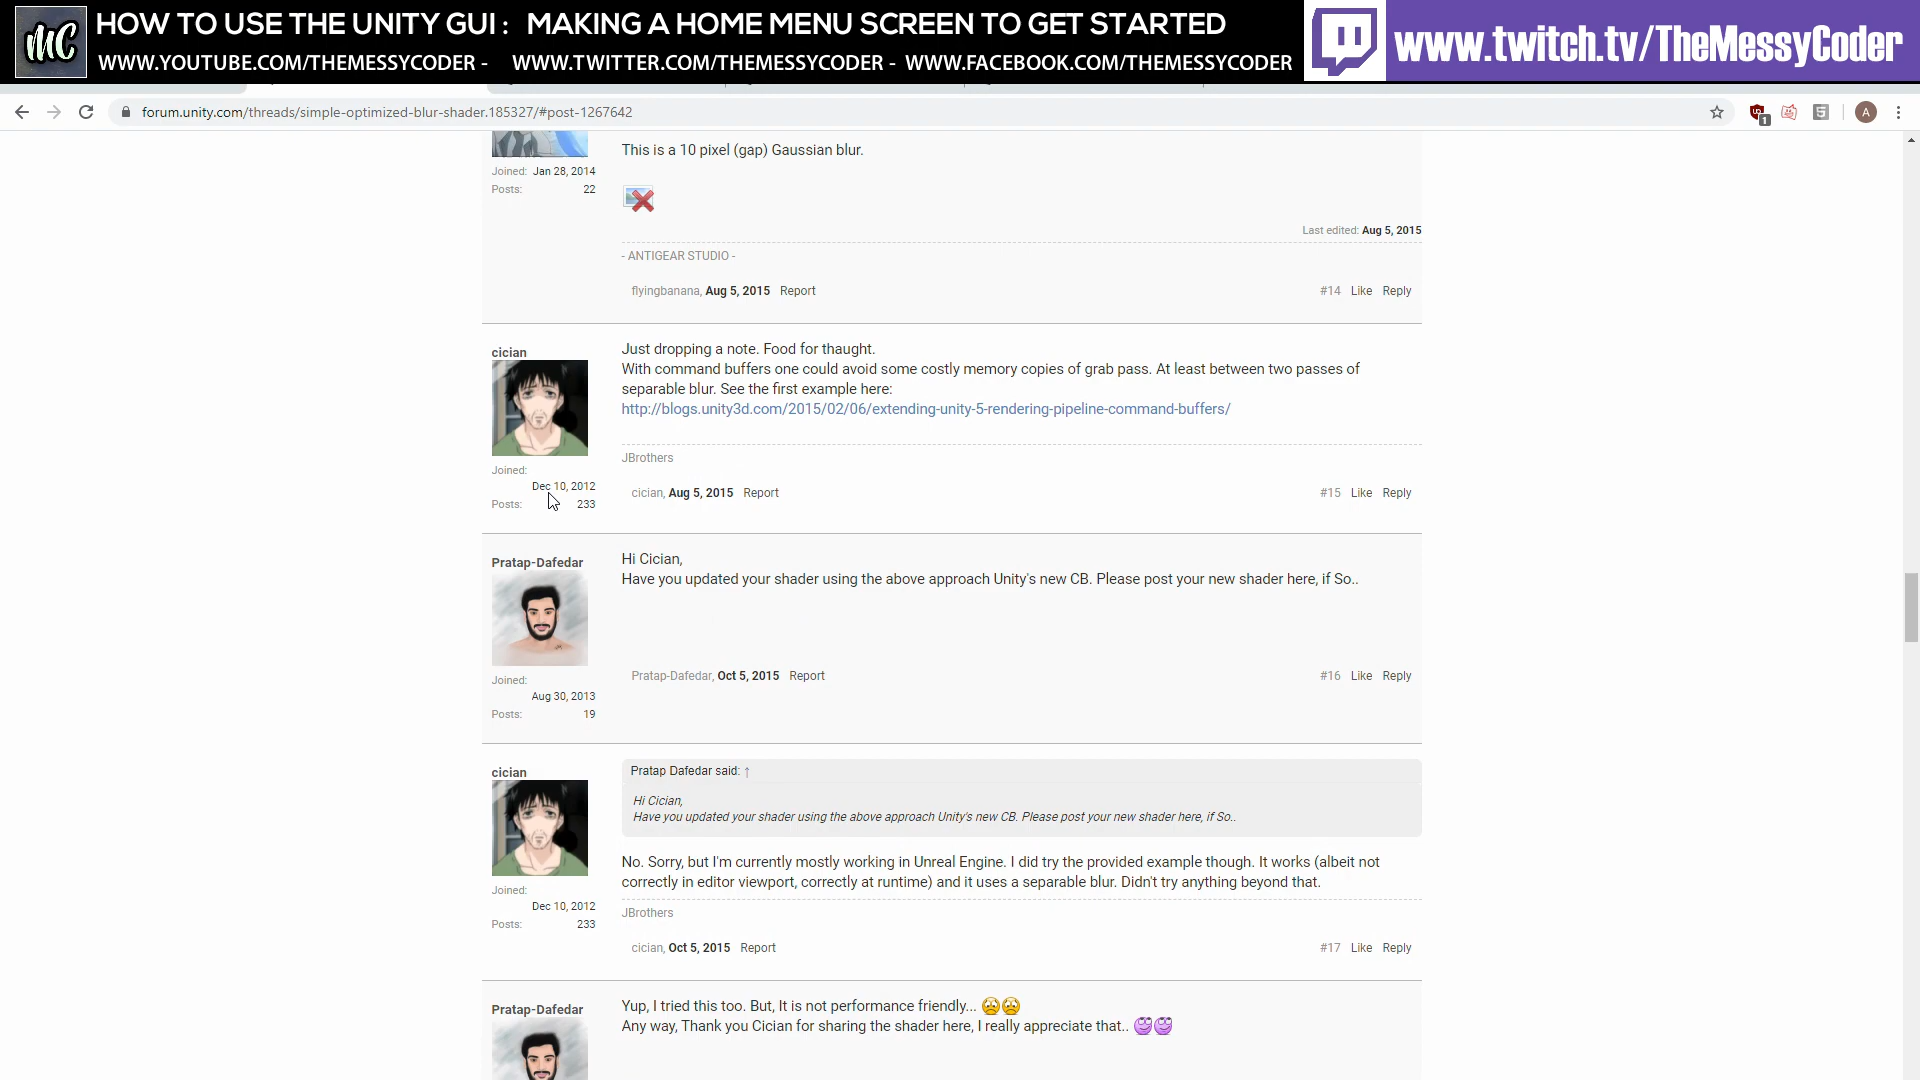 MC
HOW TO USE THE UNITY GUI : MAKING A HOME MENU SCREEN TO GET STARTED
WWW.YOUTUBE.COM/THEMESSYCODER - WWW.TWITTER.COM/THEMESSYCODER - WWW.FACEBOOK.COM/THEMESSYCODER
www.twitch.tv/TheMessyCoder
forum.unity.com/threads/simple-optimized-blur-shader.185327/#post-1267642
1
A
This is a 10 pixel (gap) Gaussian blur.
Joined: Jan 28, 2014
Posts: 22
Last edited: Aug 5, 2015
- ANTIGEAR STUDIO -
flyingbanana, Aug 5, 2015 Report #14 Like Reply
cician
Just dropping a note. Food for thaught.
With command buffers one could avoid some costly memory copies of grab pass. At least between two passes of
separable blur. See the first example here:
http://blogs.unity3d.com/2015/02/06/extending-unity-5-rendering-pipeline-command-buffers/
JBrothers
Joined:
Dec 10, 2012
Posts: 233
cician, Aug 5, 2015 Report #15 Like Reply
Pratap-Dafedar
Hi Cician,
Have you updated your shader using the above approach Unity's new CB. Please post your new shader here, if So..
Joined:
Aug 30, 2013
Posts: 19
Pratap-Dafedar, Oct 5, 2015 Report #16 Like Reply
cician
Pratap Dafedar said: ↑
Hi Cician,
Have you updated your shader using the above approach Unity's new CB. Please post your new shader here, if So..
No. Sorry, but I'm currently mostly working in Unreal Engine. I did try the provided example though. It works (albeit not
correctly in editor viewport, correctly at runtime) and it uses a separable blur. Didn't try anything beyond that.
Joined:
Dec 10, 2012
Posts: 233
JBrothers
cician, Oct 5, 2015 Report #17 Like Reply
Pratap-Dafedar
Yup, I tried this too. But, It is not performance friendly...
Any way, Thank you Cician for sharing the shader here, I really appreciate that..